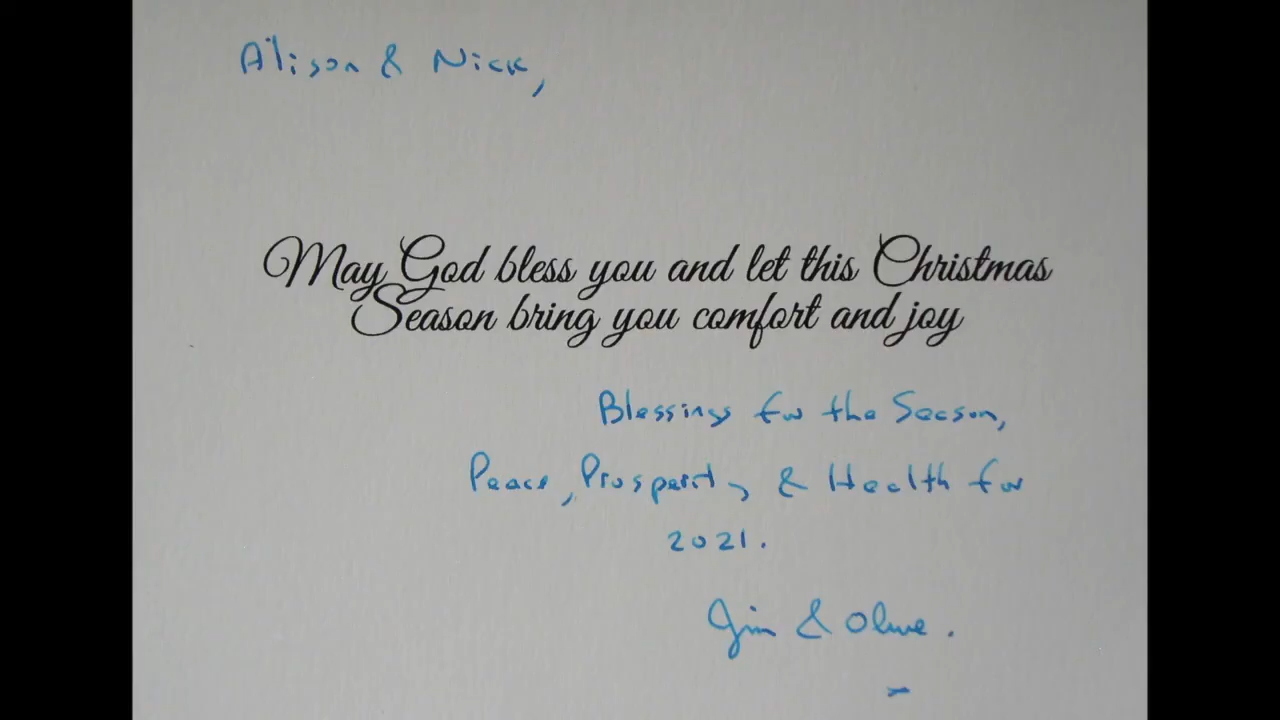 Alison & Nick,
May God bless you and let this Christmas
Season bring you comfort and joy
Blessings for the Season,
Peace, Prosperity & Health for
2021.
Jim & Olive.